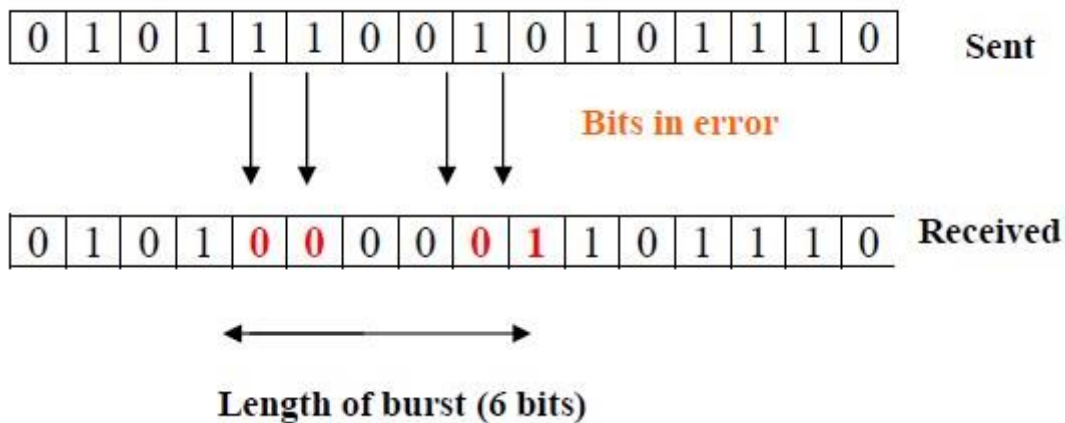 0 1 0 1 1 1 0 0 1 0 1 0 1 1 1 0 Sent
Bits in error
0 1 0 1 0 0 0 0 0 1 1 0 1 1 1 0 Received
Length of burst (6 bits)